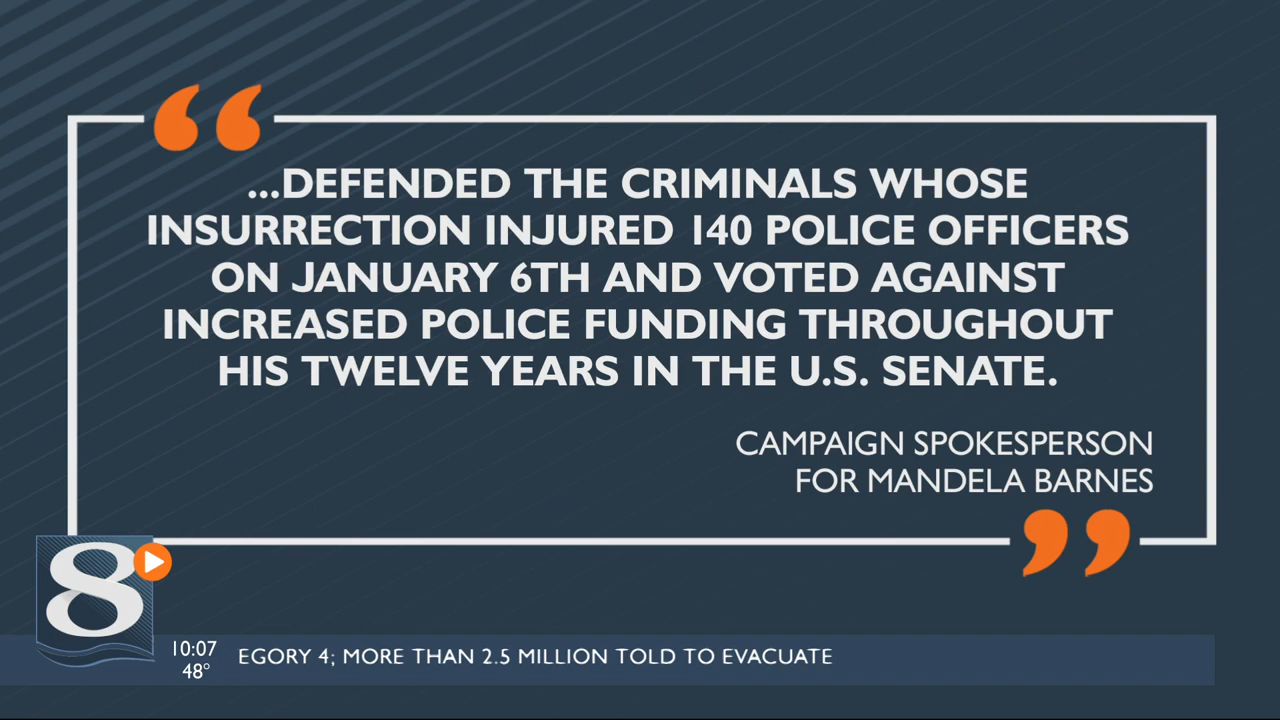 “
...DEFENDED THE CRIMINALS WHOSE
INSURRECTION INJURED 140 POLICE OFFICERS
ON JANUARY 6TH AND VOTED AGAINST
INCREASED POLICE FUNDING THROUGHOUT
HIS TWELVE YEARS IN THE U.S. SENATE.
CAMPAIGN SPOKESPERSON
FOR MANDELA BARNES
”
8
10:07
48°
EGORY 4; MORE THAN 2.5 MILLION TOLD TO EVACUATE